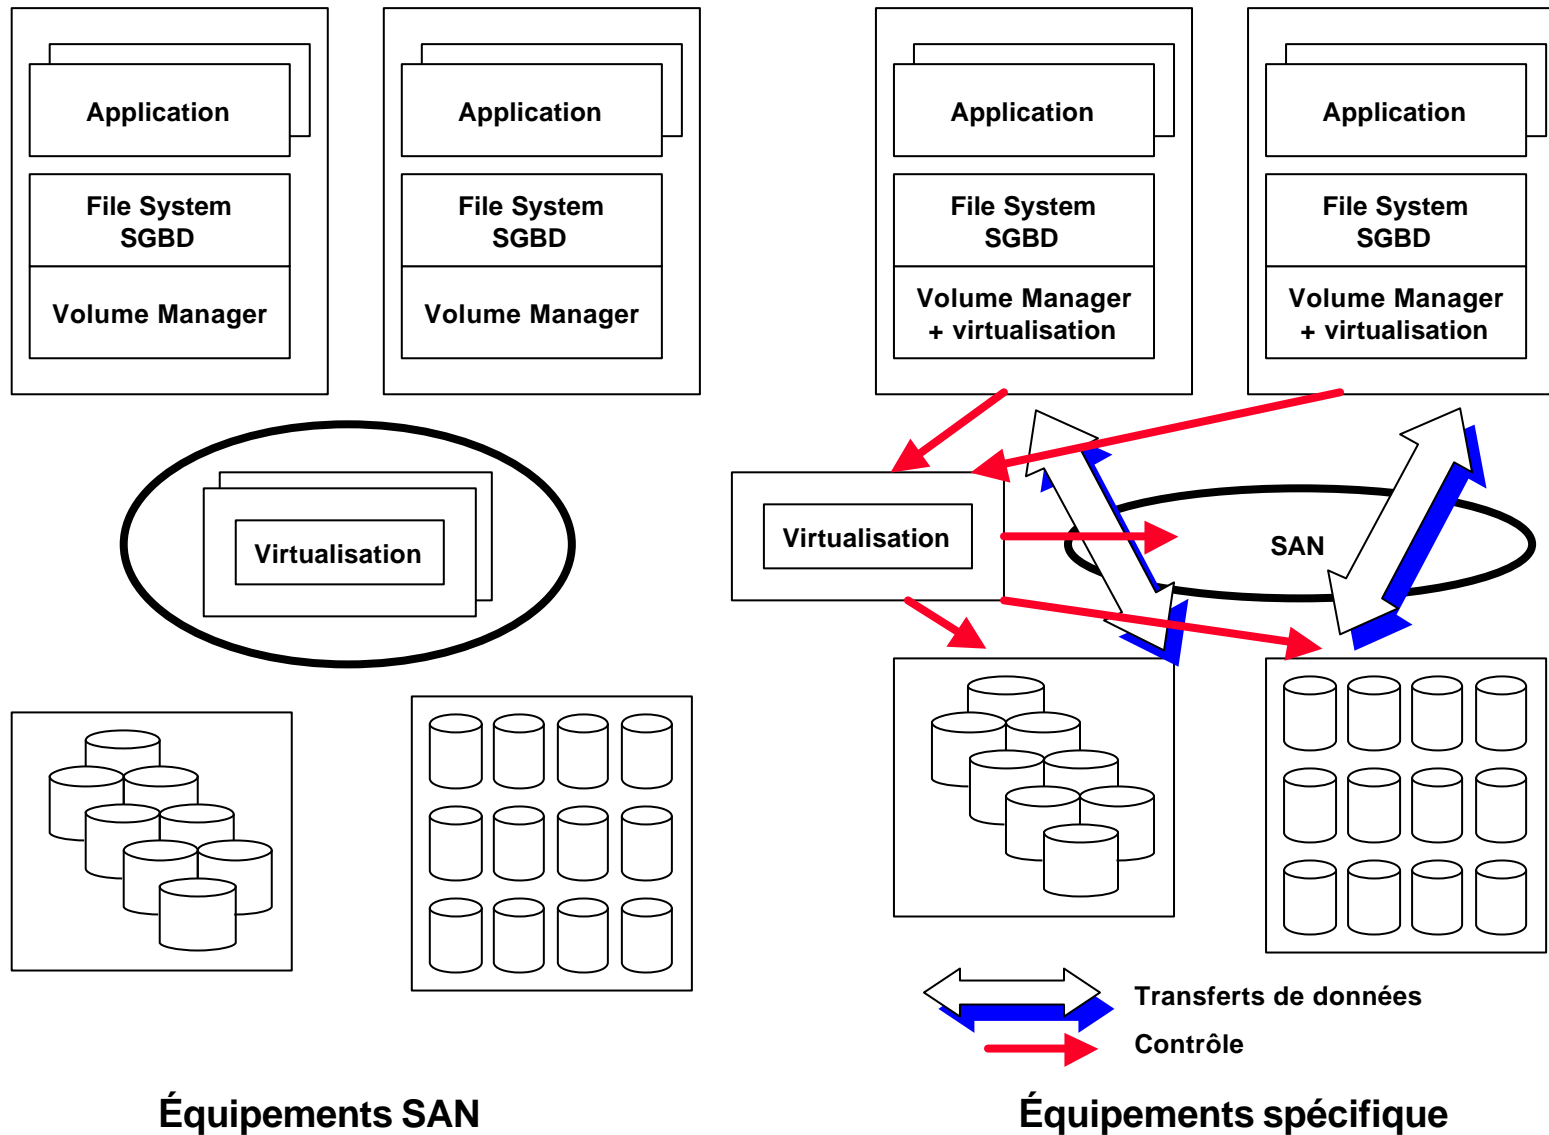 Application
File System
SGBD
Volume Manager
Application
File System
SGBD
Volume Manager
Virtualisation
Équipements SAN
Application
File System
SGBD
Volume Manager
+ virtualisation
Application
File System
SGBD
Volume Manager
+ virtualisation
Virtualisation
SAN
Transferts de données
Contrôle
Équipements spécifique